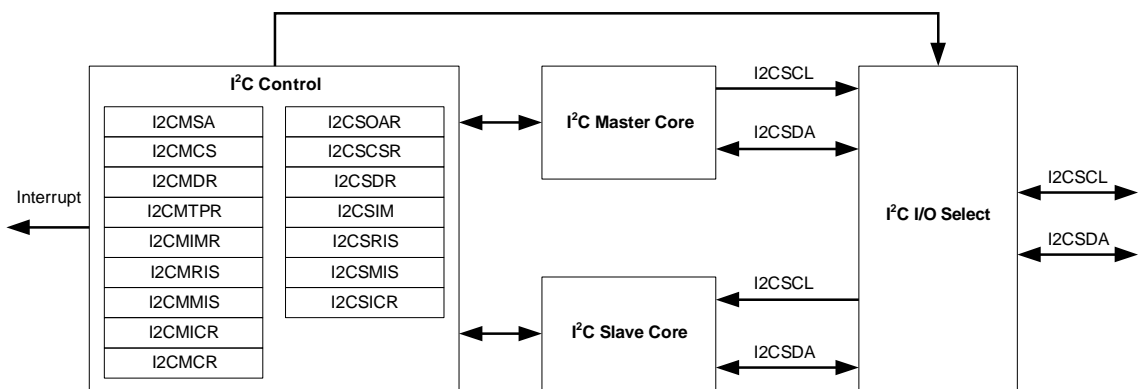 I²C Control
I2CMSA
I2CMCS
I2CMDR
I2CMTPR
I2CMIMR
I2CMRIS
I2CMMIS
I2CMICR
I2CMCR
I2CSOAR
I2CSCSR
I2CSDR
I2CSIM
I2CSRIS
I2CSMIS
I2CSICR
Interrupt
I²C Master Core
I2CSCL
I2CSDA
I²C Slave Core
I2CSCL
I2CSDA
I²C I/O Select
I2CSCL
I2CSDA